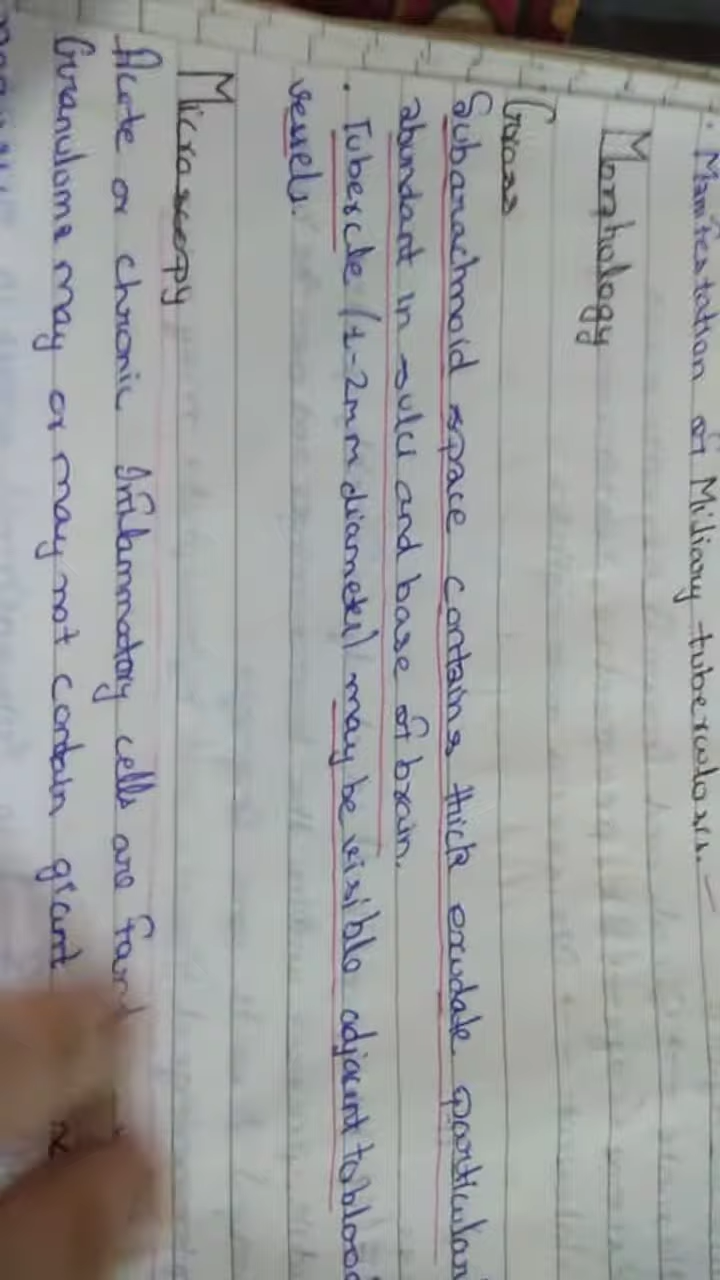 . Manifestation of Miliary tuberculosis.
Morphology
Gross
Subarachnoid space contains thick exudate particular
abundant in sulci and base of brain.
. Tubercle (1-2mm diameter) may be visible adjacent to blood
vessels.
Microscopy
Acute or chronic Inflammatory cells are
Granuloma may or may not contain giant